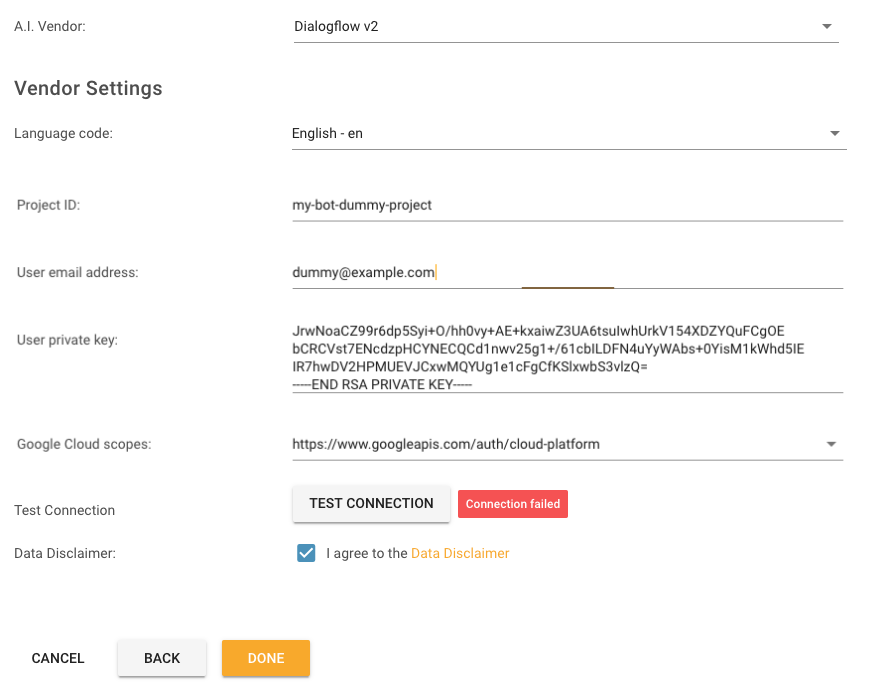 A.I. Vendor: Dialogflow v2
Vendor Settings
Language code: English - en
Project ID: my-bot-dummy-project
User email address: dummy@example.com
User private key: JrwNoaCZ99r6dp5Syi+O/hh0vy+AE+kxaiwZ3UA6tsuIwhUrkV154XDZYQuFCgOE
bCRCVst7ENcdzpHCYNECQCd1nwv25g1+/61cbILDFN4uYyWAbs+0YisM1kWhd5IE
IR7hwDV2HPMUEVJCxwMQYUg1e1cFgCfKSlxwbS3vlzQ=
-----END RSA PRIVATE KEY-----
Google Cloud scopes: https://www.googleapis.com/auth/cloud-platform
Test Connection TEST CONNECTION Connection failed
Data Disclaimer: I agree to the Data Disclaimer
CANCEL BACK DONE